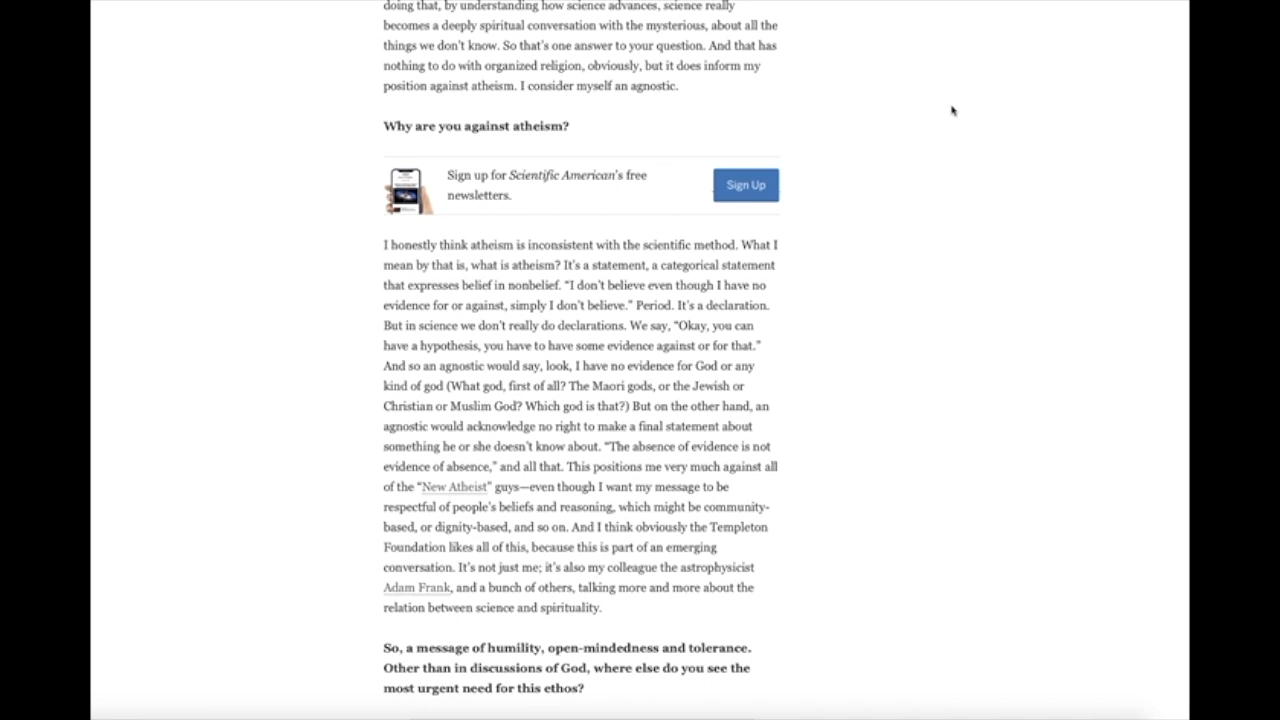 doing that, by understanding how science advances, science really
becomes a deeply spiritual conversation with the mysterious, about all the
things we don't know. So that's one answer to your question. And that has
nothing to do with organized religion, obviously, but it does inform my
position against atheism. I consider myself an agnostic.
Why are you against atheism?
Sign up for Scientific American's free
newsletters.
Sign Up
I honestly think atheism is inconsistent with the scientific method. What I
mean by that is, what is atheism? It's a statement, a categorical statement
that expresses belief in nonbelief. “I don't believe even though I have no
evidence for or against, simply I don't believe.” Period. It's a declaration.
But in science we don't really do declarations. We say, “Okay, you can
have a hypothesis, you have to have some evidence against or for that.”
And so an agnostic would say, look, I have no evidence for God or any
kind of god (What god, first of all? The Maori gods, or the Jewish or
Christian or Muslim God? Which god is that?) But on the other hand, an
agnostic would acknowledge no right to make a final statement about
something he or she doesn't know about. “The absence of evidence is not
evidence of absence,” and all that. This positions me very much against all
of the “New Atheist” guys—even though I want my message to be
respectful of people's beliefs and reasoning, which might be community-
based, or dignity-based, and so on. And I think obviously the Templeton
Foundation likes all of this, because this is part of an emerging
conversation. It's not just me; it's also my colleague the astrophysicist
Adam Frank, and a bunch of others, talking more and more about the
relation between science and spirituality.
So, a message of humility, open-mindedness and tolerance.
Other than in discussions of God, where else do you see the
most urgent need for this ethos?